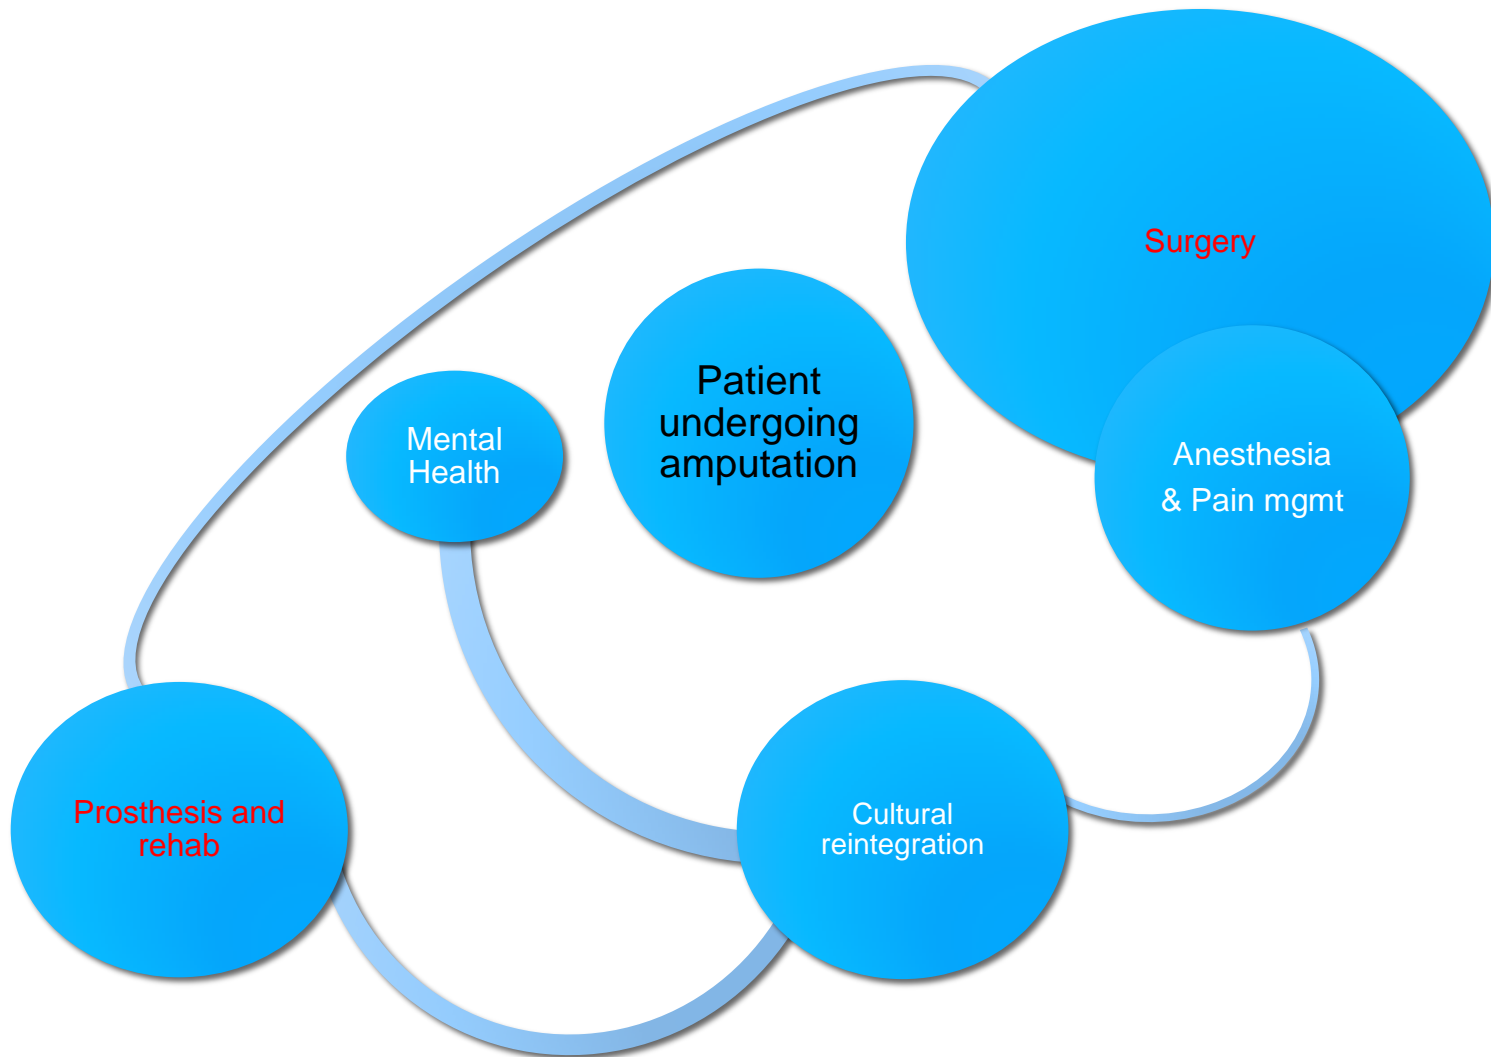 Surgery
Patient
undergoing
amputation
Mental
Health
Anesthesia
& Pain mgmt
Prosthesis and
rehab
Cultural
reintegration